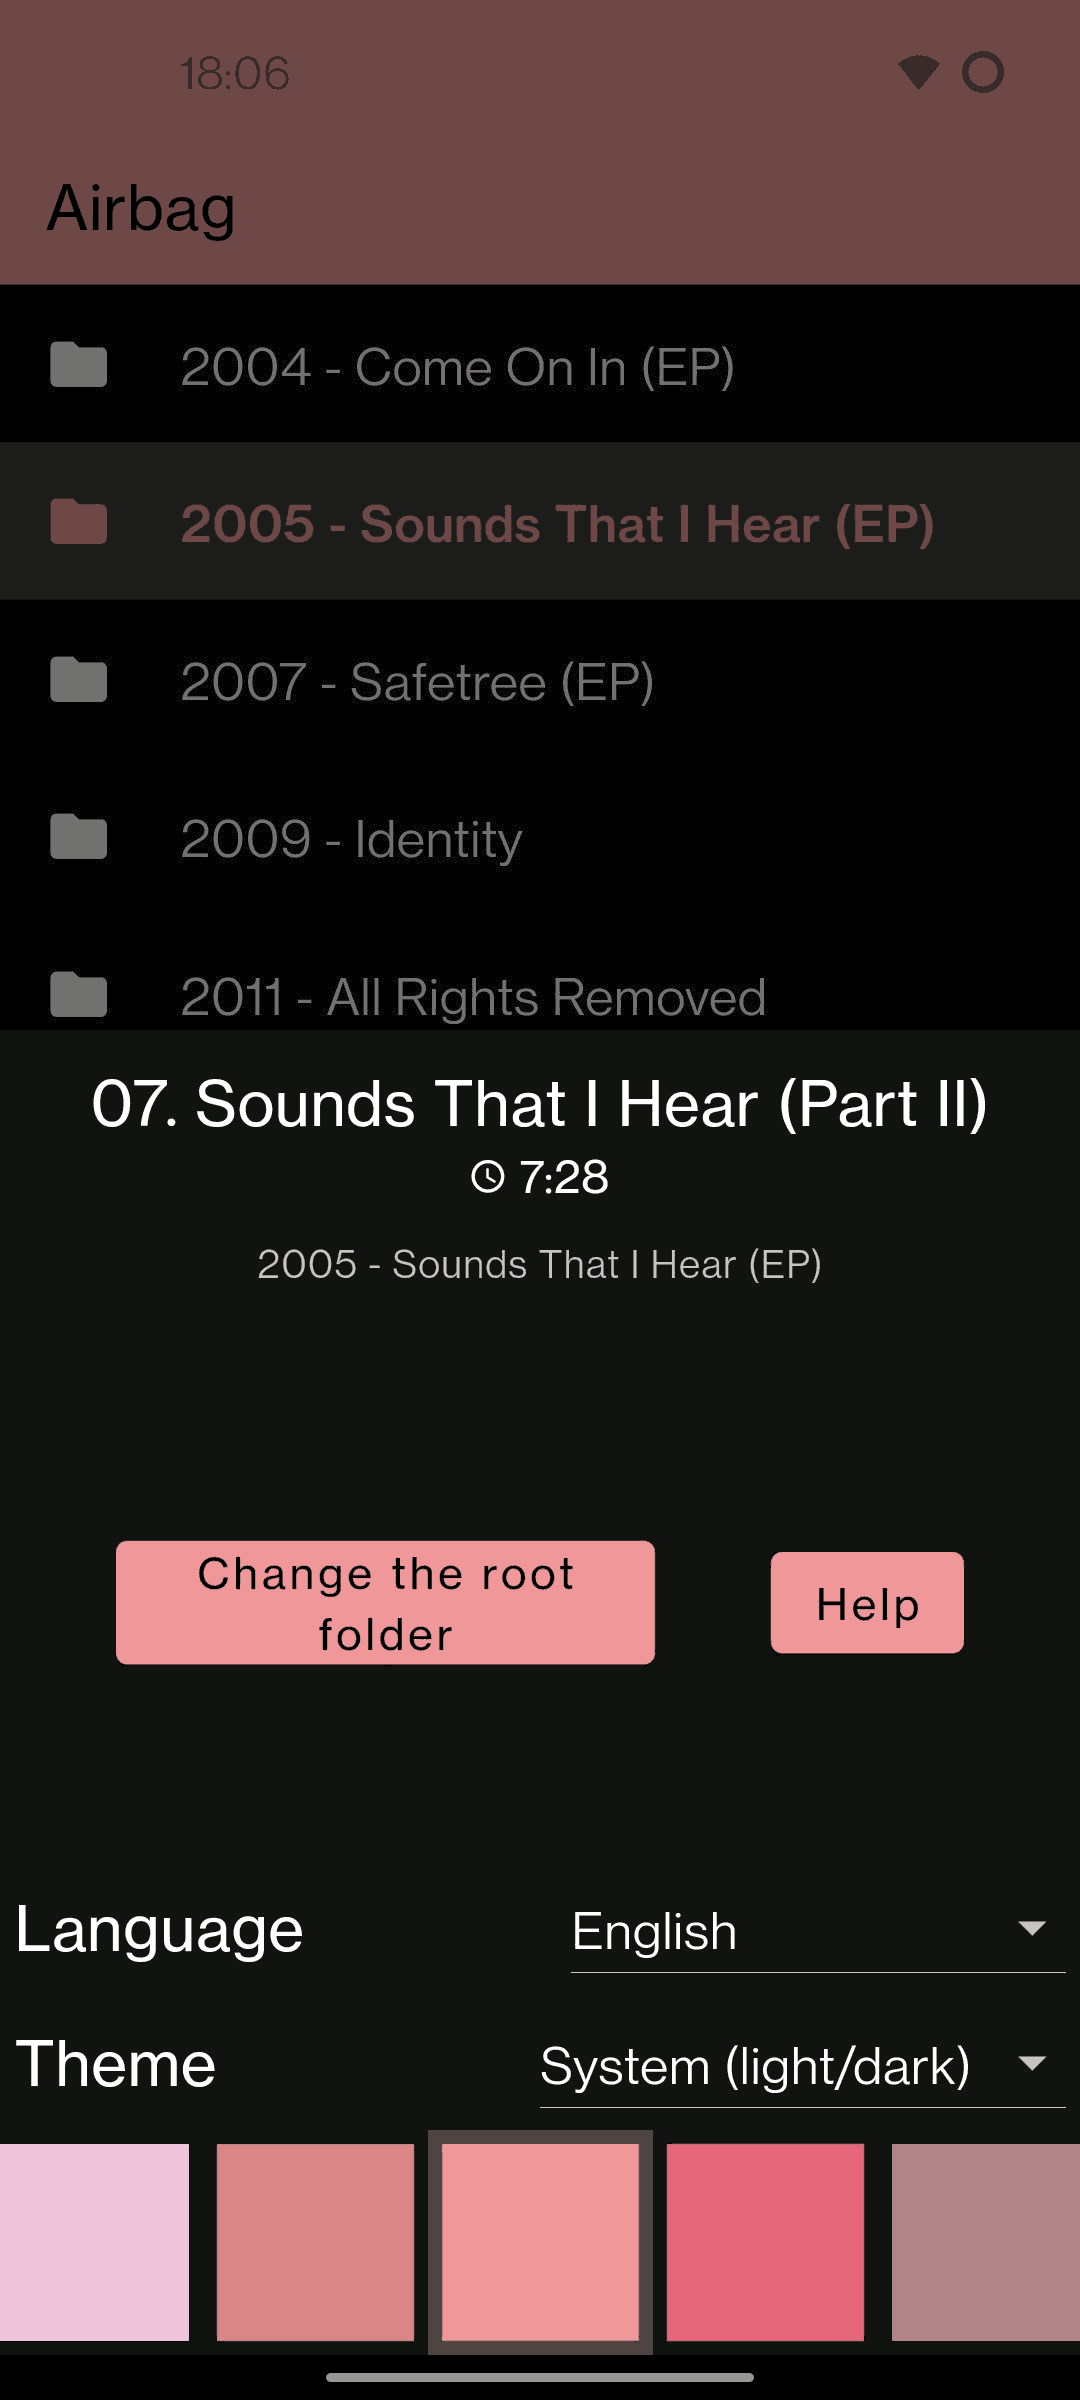 18:06
Airbag
2004 - Come On In (EP)
2005 - Sounds That I Hear (EP)
2007 - Safetree (EP)
2009 - Identity
2011 - All Rights Removed
07. Sounds That I Hear (Part II)
7:28
2005 - Sounds That I Hear (EP)
Change the root
folder
Help
Language
English
Theme
System (light/dark)